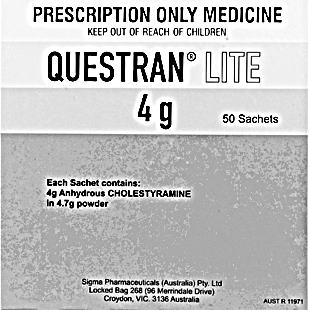 PRESCRIPTION ONLY MEDICINE
KEEP OUT OF REACH OF CHILDREN
QUESTRAN® LITE
4 g
50 Sachets
Each Sachet contains:
4g Anhydrous CHOLESTYRAMINE
In 4.7g powder
Sigma Pharmaceuticals (Australia) Pty. Ltd
Locked Bag 268 (96 Merrindale Drive)
Croydon, VIC. 3136 Australia
AUST R 11971